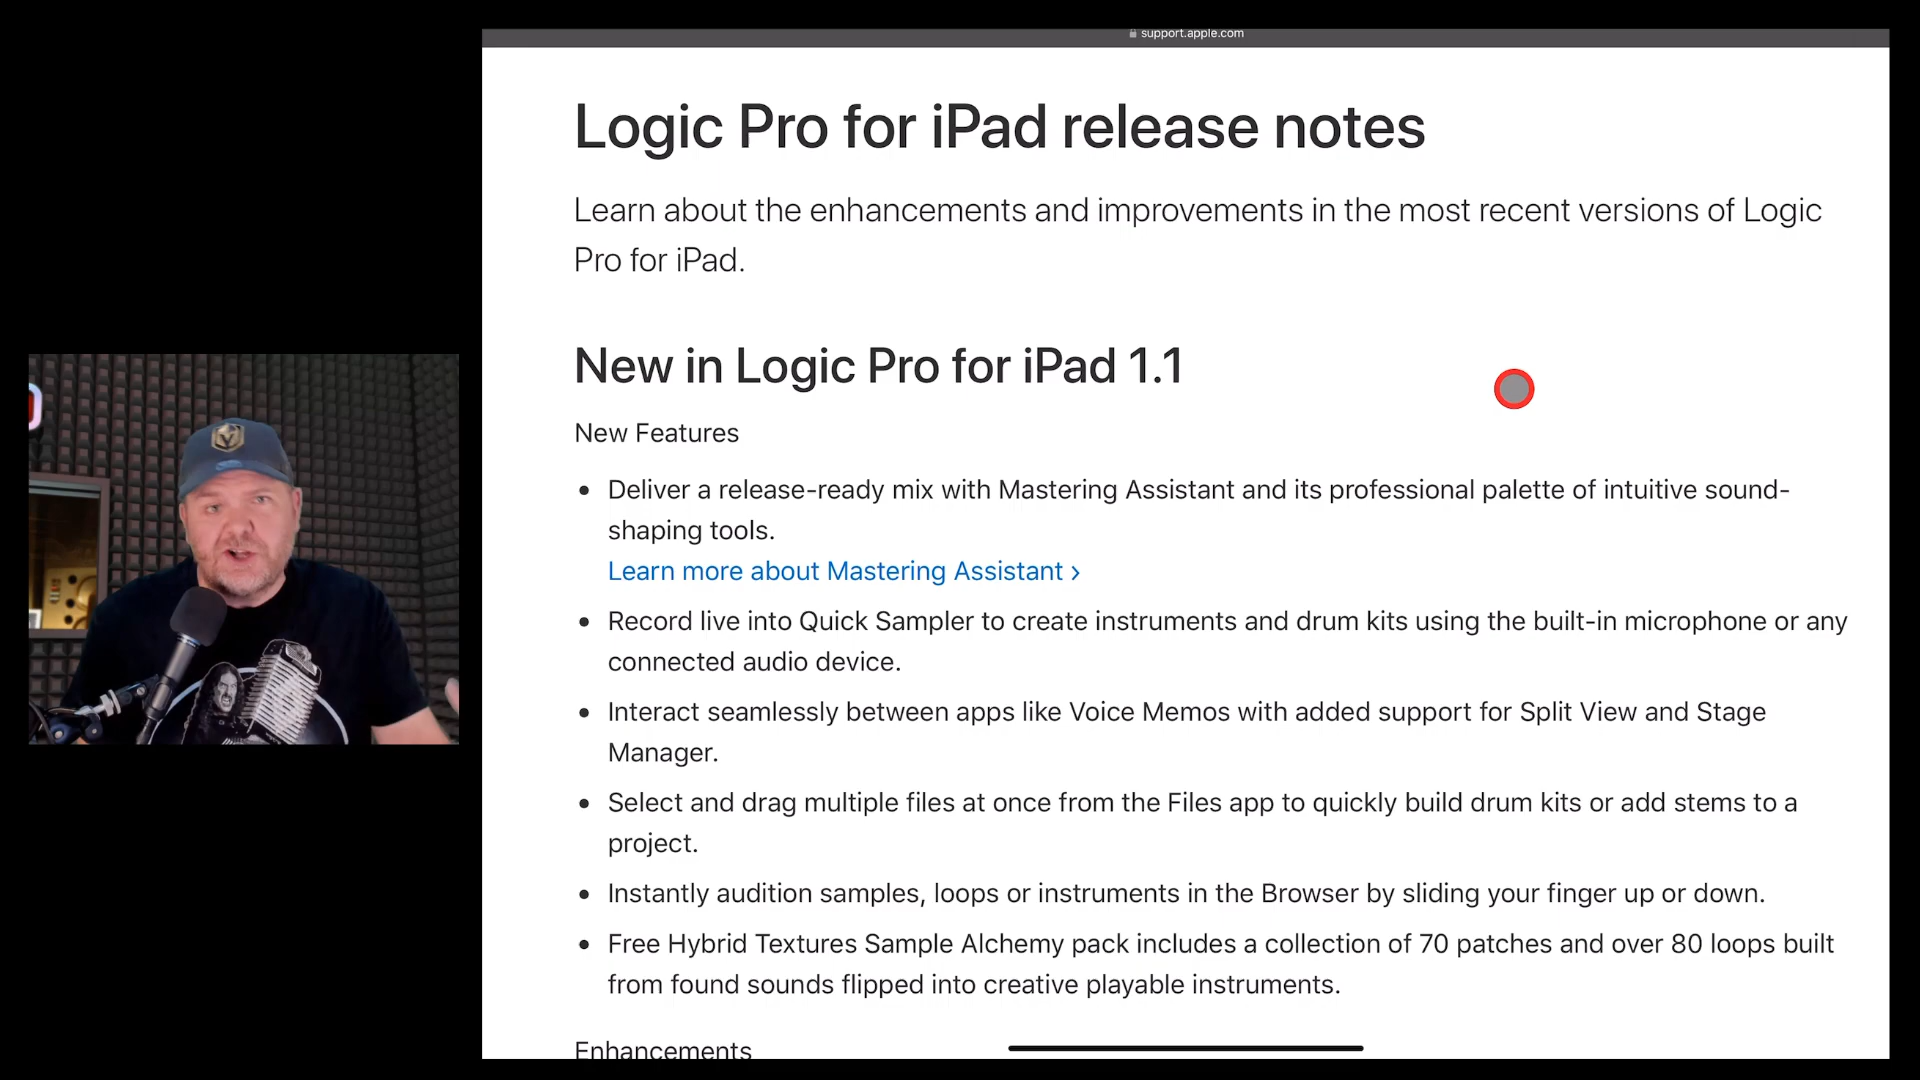 support.apple.com
Logic Pro for iPad release notes
Learn about the enhancements and improvements in the most recent versions of Logic
Pro for iPad.
New in Logic Pro for iPad 1.1
New Features
• Deliver a release-ready mix with Mastering Assistant and its professional palette of intuitive sound-
shaping tools.
Learn more about Mastering Assistant ›
• Record live into Quick Sampler to create instruments and drum kits using the built-in microphone or any
connected audio device.
• Interact seamlessly between apps like Voice Memos with added support for Split View and Stage
Manager.
• Select and drag multiple files at once from the Files app to quickly build drum kits or add stems to a
project.
• Instantly audition samples, loops or instruments in the Browser by sliding your finger up or down.
• Free Hybrid Textures Sample Alchemy pack includes a collection of 70 patches and over 80 loops built
from found sounds flipped into creative playable instruments.
Enhancements